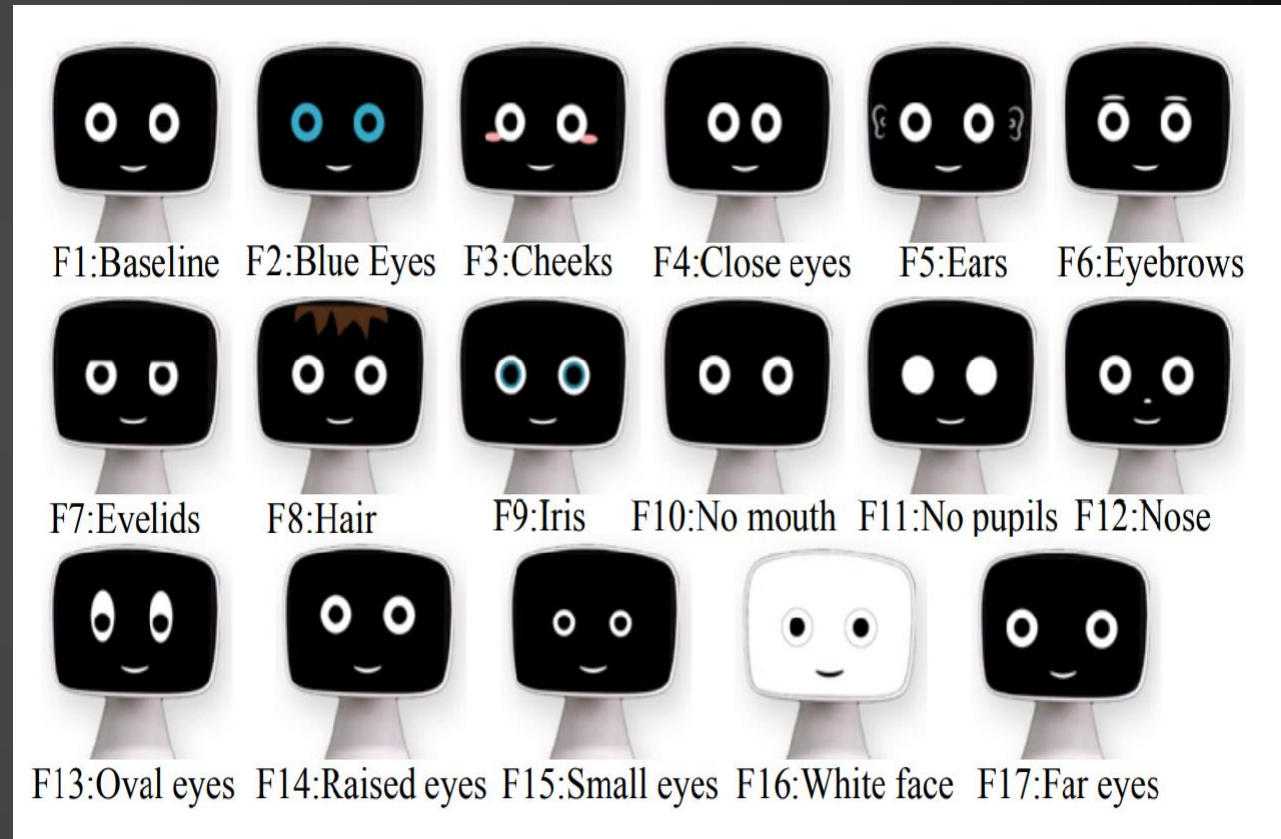 F1:Baseline F2:Blue Eyes F3:Cheeks F4:Close eyes F5:Ears F6:Eyebrows
F7:Evelids F8:Hair F9:Iris F10:No mouth F11:No pupils F12:Nose
F13:Oval eyes F14:Raised eyes F15:Small eyes F16:White face F17:Far eyes